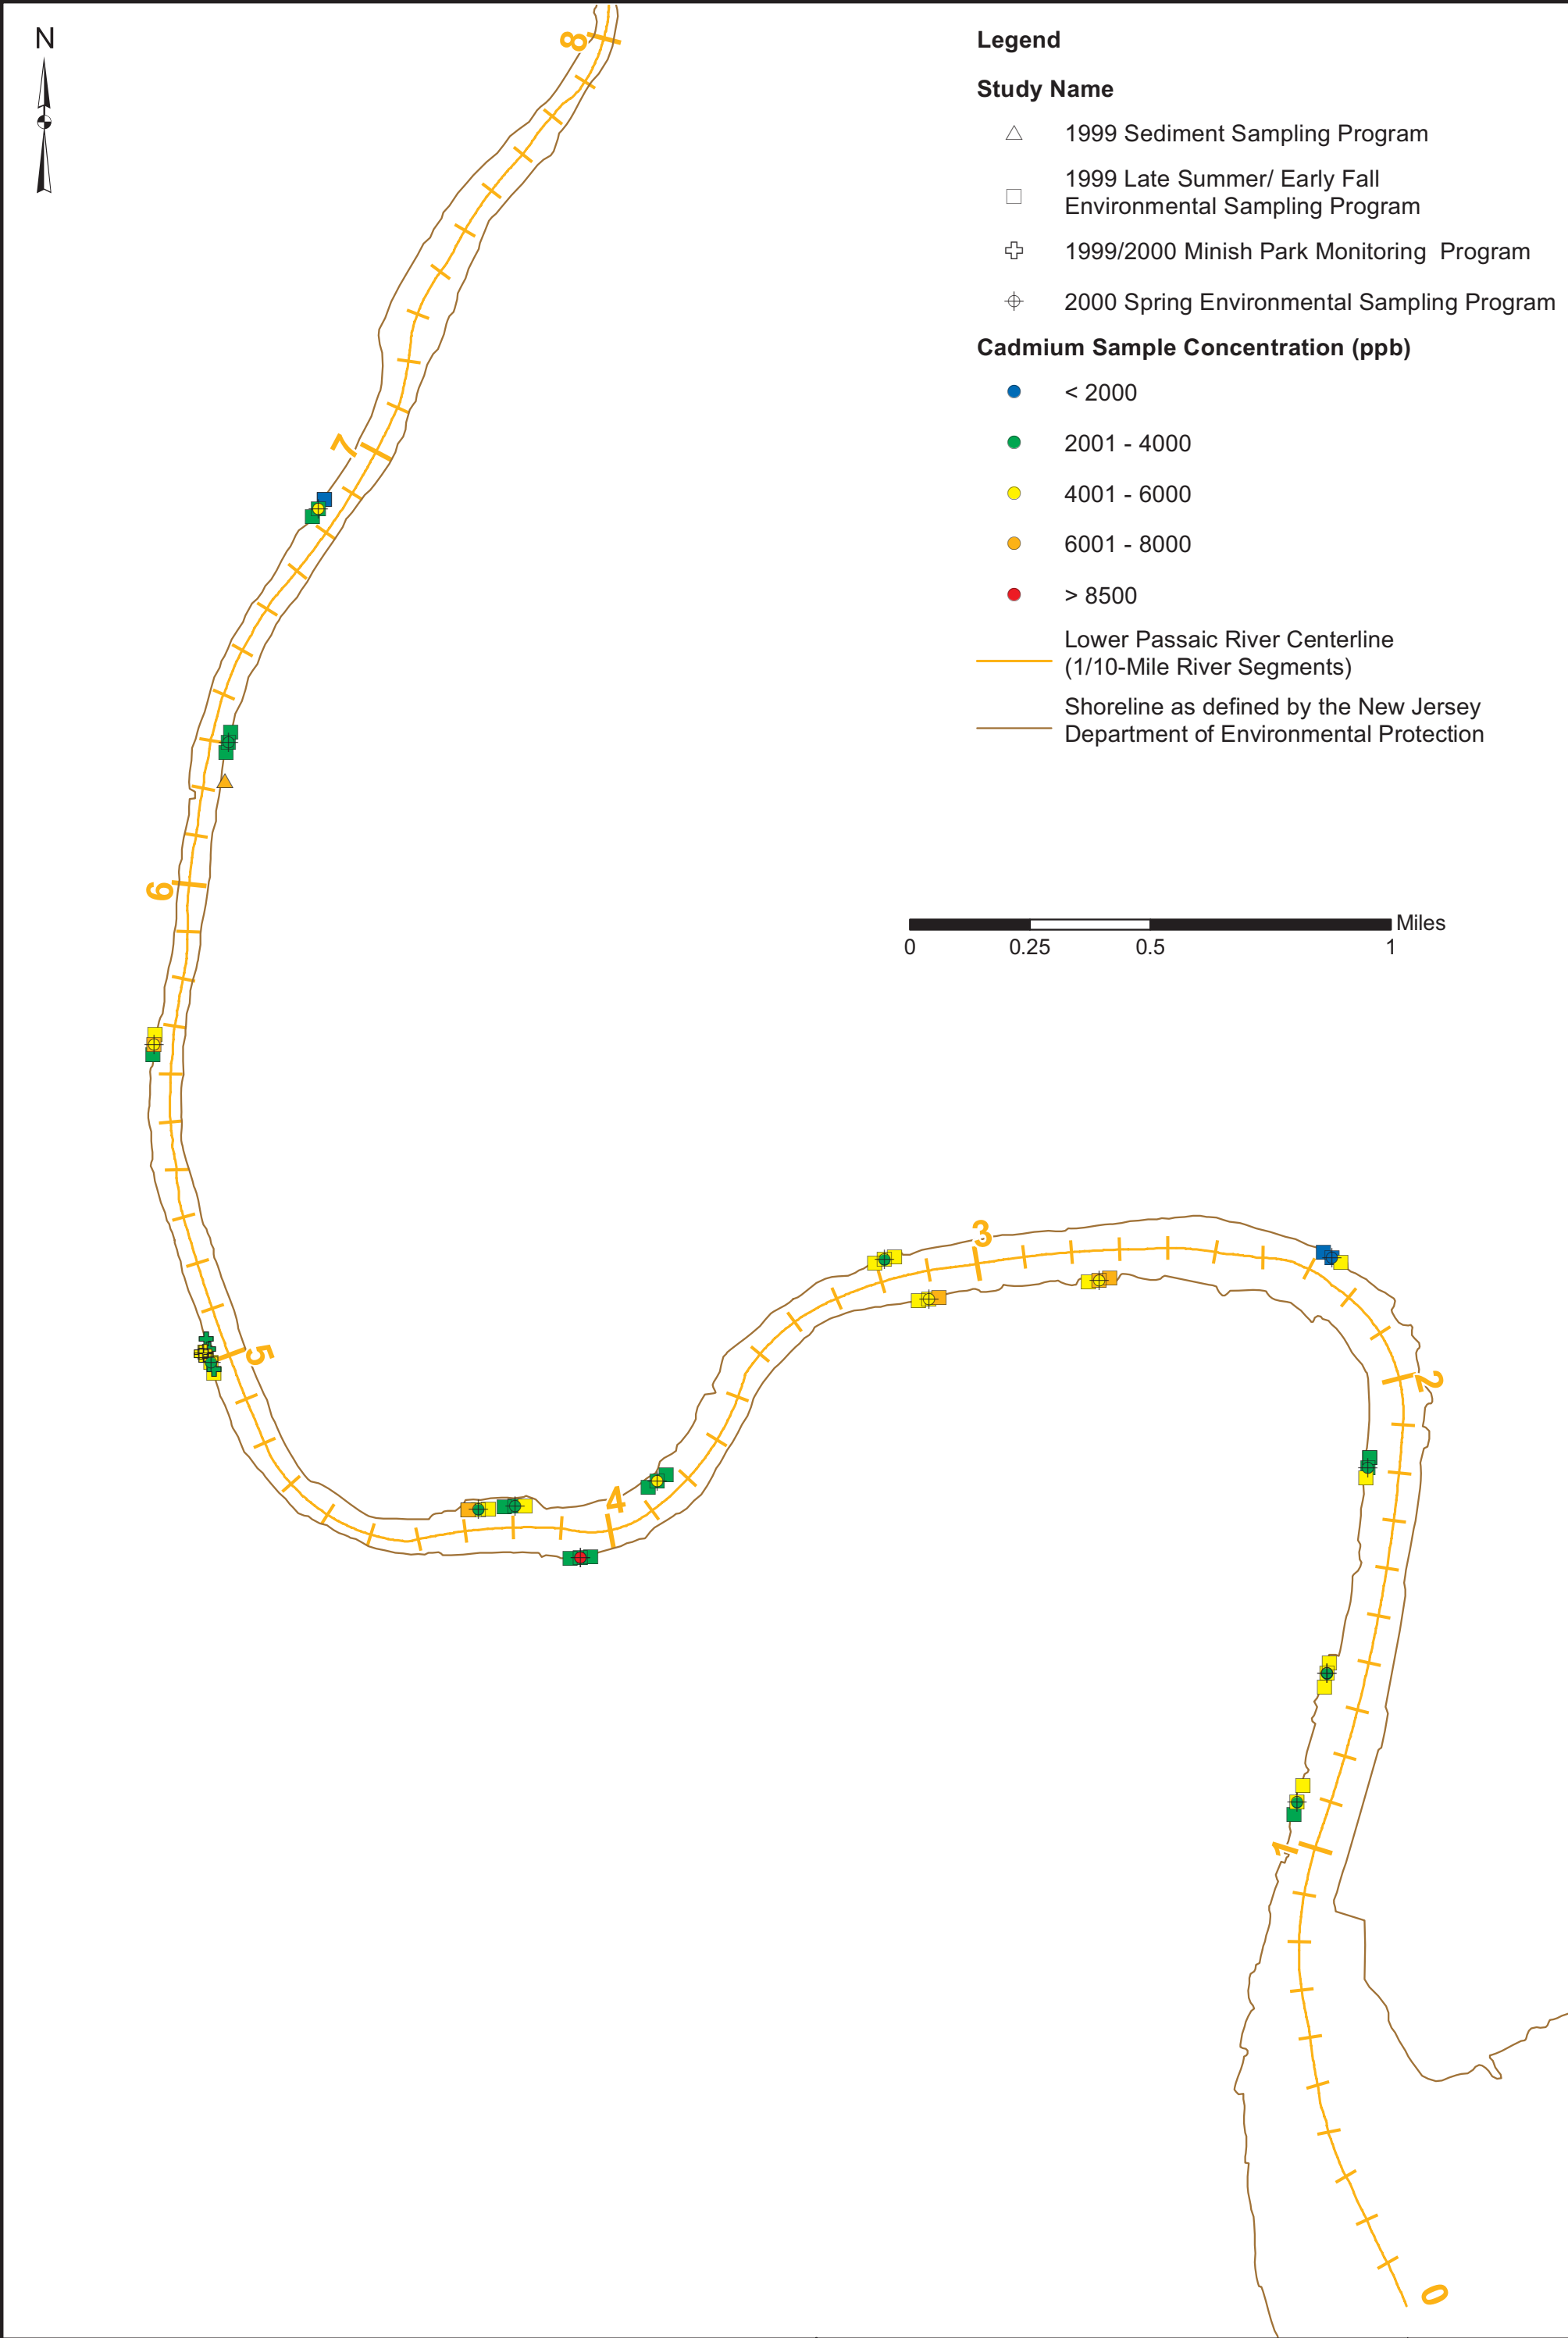 N
Legend
Study Name
1999 Sediment Sampling Program
1999 Late Summer/ Early Fall
Environmental Sampling Program
1999/2000 Minish Park Monitoring  Program
2000 Spring Environmental Sampling Program
Cadmium Sample Concentration (ppb)
< 2000
2001 - 4000
4001 - 6000
6001 - 8000
> 8500
Lower Passaic River Centerline
(1/10-Mile River Segments)
Shoreline as defined by the New Jersey
Department of Environmental Protection
Miles
0 0.25 0.5 1
8
7
6
5
4
3
2
1
0